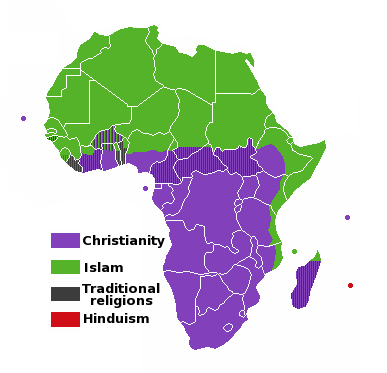 Christianity
Islam
Traditional
religions
Hinduism